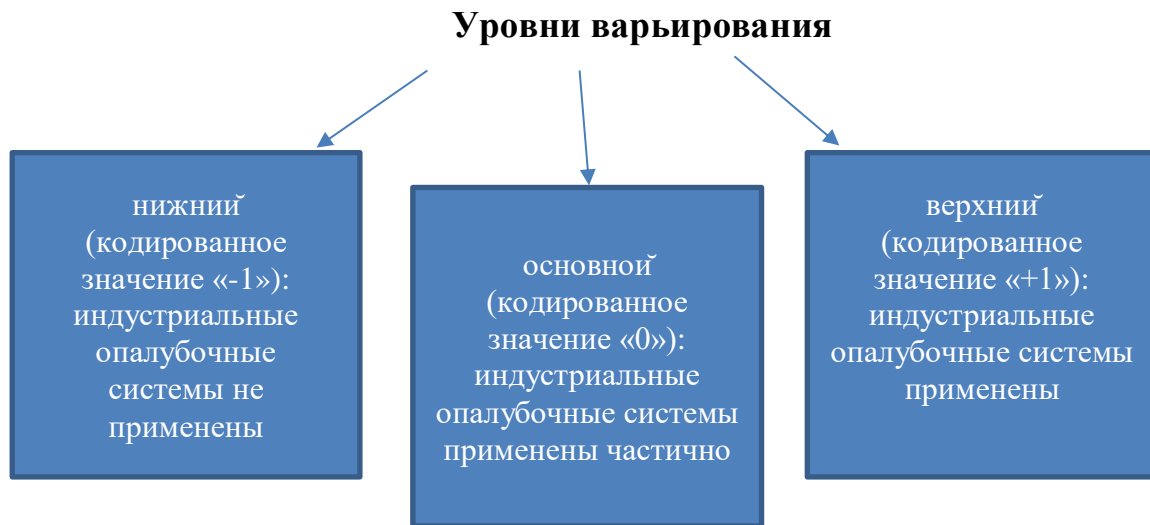 Уровни варьирования
нижний
(кодированное
значение «-1»):
индустриальные
опалубочные
системы не
применены
основной
(кодированное
значение «0»):
индустриальные
опалубочные системы
применены частично
верхний
(кодированное
значение «+1»):
индустриальные
опалубочные системы
применены